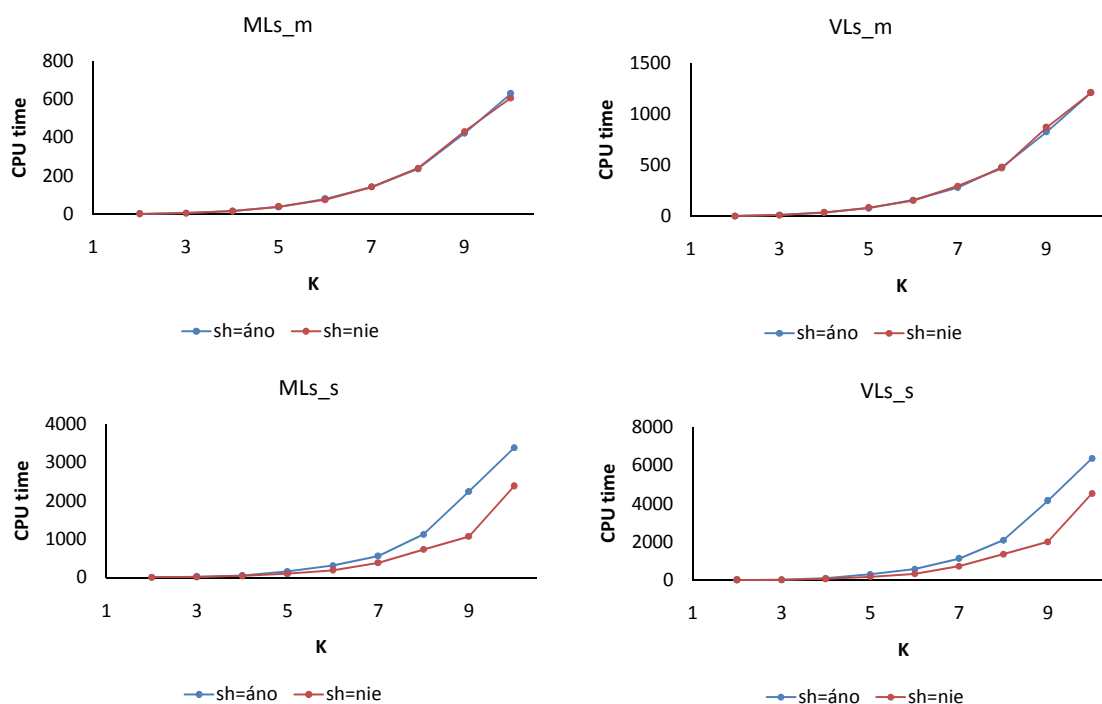 MLs_m
800
600
400
200
0
CPU time
1 3 5 7 9
K
sh=áno sh=nie
VLs_m
1500
1000
500
0
CPU time
1 3 5 7 9
K
sh=áno sh=nie
MLs_s
4000
3000
2000
1000
0
CPU time
1 3 5 7 9
K
sh=áno sh=nie
VLs_s
8000
6000
4000
2000
0
CPU time
1 3 5 7 9
K
sh=áno sh=nie